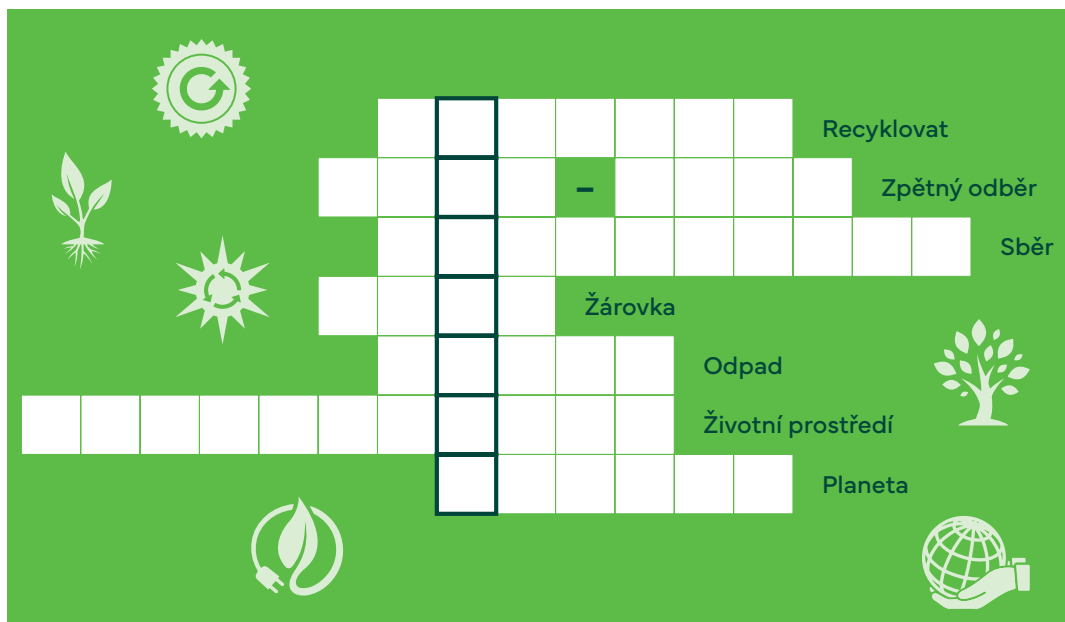 Recyklovat
– Zpětný odběr
Sběr
Žárovka
Odpad
Životní prostředí
Planeta